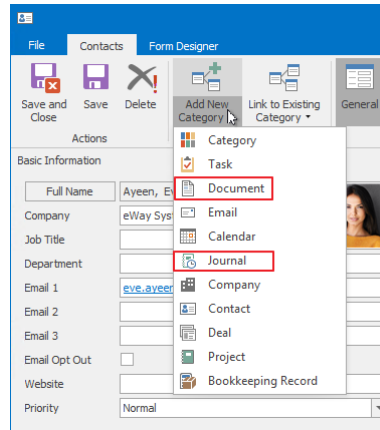 File Contacts Form Designer
Save and Close Save Delete Add New Category Link to Existing Category General
Actions
Category
Basic Information
Task
Full Name Ayeen,
Document
Company eWay
Email
Job Title
Calendar
Department
Journal
Email 1 eve.ayeen
Company
Email 2
Contact
Email 3
Deal
Email Opt Out
Project
Website
Bookkeeping Record
Priority Normal